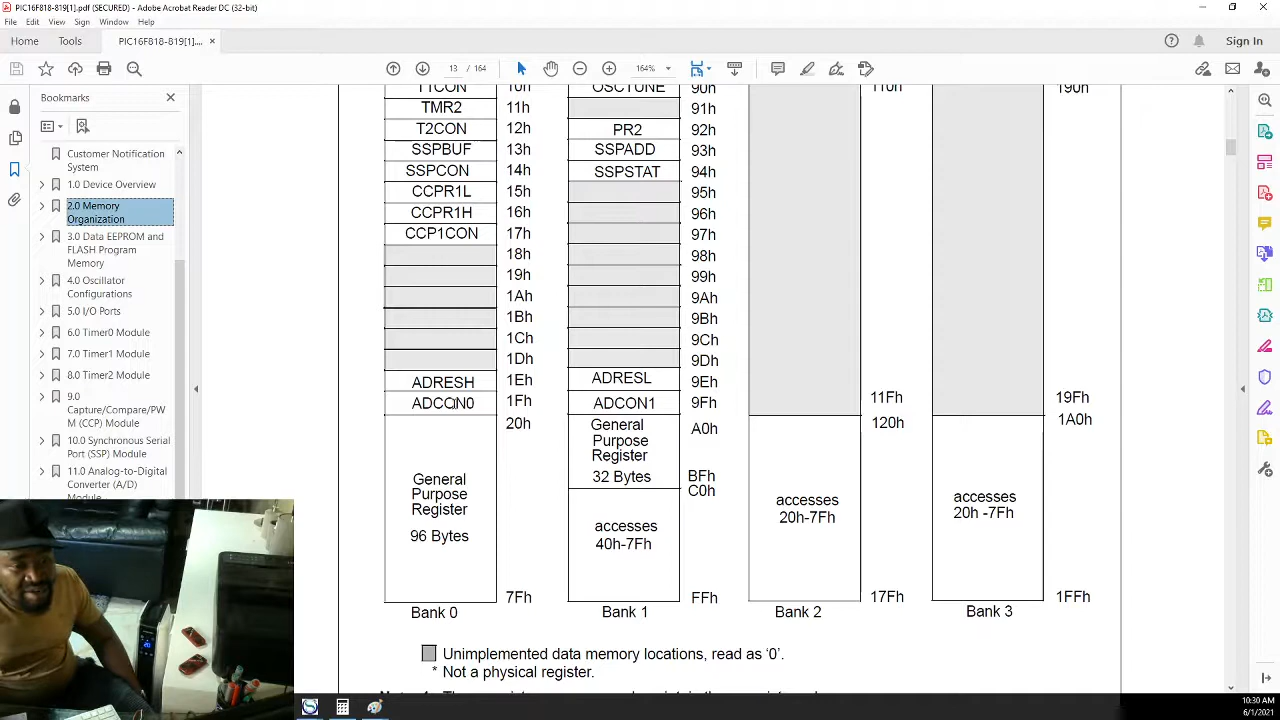 PIC16F818-819[1].pdf (SECURED) - Adobe Acrobat Reader DC (32-bit)
File Edit View Sign Window Help
Home Tools PIC16F818-819[1].... × Sign In
13 / 164 164%
Bookmarks
Customer Notification
System
1.0 Device Overview
2.0 Memory
Organization
3.0 Data EEPROM and
FLASH Program
Memory
4.0 Oscillator
Configurations
5.0 I/O Ports
6.0 Timer0 Module
7.0 Timer1 Module
8.0 Timer2 Module
9.0
Capture/Compare/PW
M (CCP) Module
10.0 Synchronous Serial
Port (SSP) Module
11.0 Analog-to-Digital
Converter (A/D)
Module
T1CON 10h OSCTUNE 90h 110h 190h
TMR2 11h 91h
T2CON 12h PR2 92h
SSPBUF 13h SSPADD 93h
SSPCON 14h SSPSTAT 94h
CCPR1L 15h 95h
CCPR1H 16h 96h
CCP1CON 17h 97h
18h 98h
19h 99h
1Ah 9Ah
1Bh 9Bh
1Ch 9Ch
1Dh 9Dh
ADRESH 1Eh ADRESL 9Eh
ADCON0 1Fh ADCON1 9Fh 11Fh 19Fh
20h A0h 120h 1A0h
General
Purpose
Register
96 Bytes
7Fh
General
Purpose
Register
32 Bytes
BFh
C0h
accesses
40h-7Fh
FFh
accesses
20h-7Fh
17Fh
accesses
20h -7Fh
1FFh
Bank 0 Bank 1 Bank 2 Bank 3
Unimplemented data memory locations, read as ‘0’.
* Not a physical register.
10:30 AM
6/1/2021